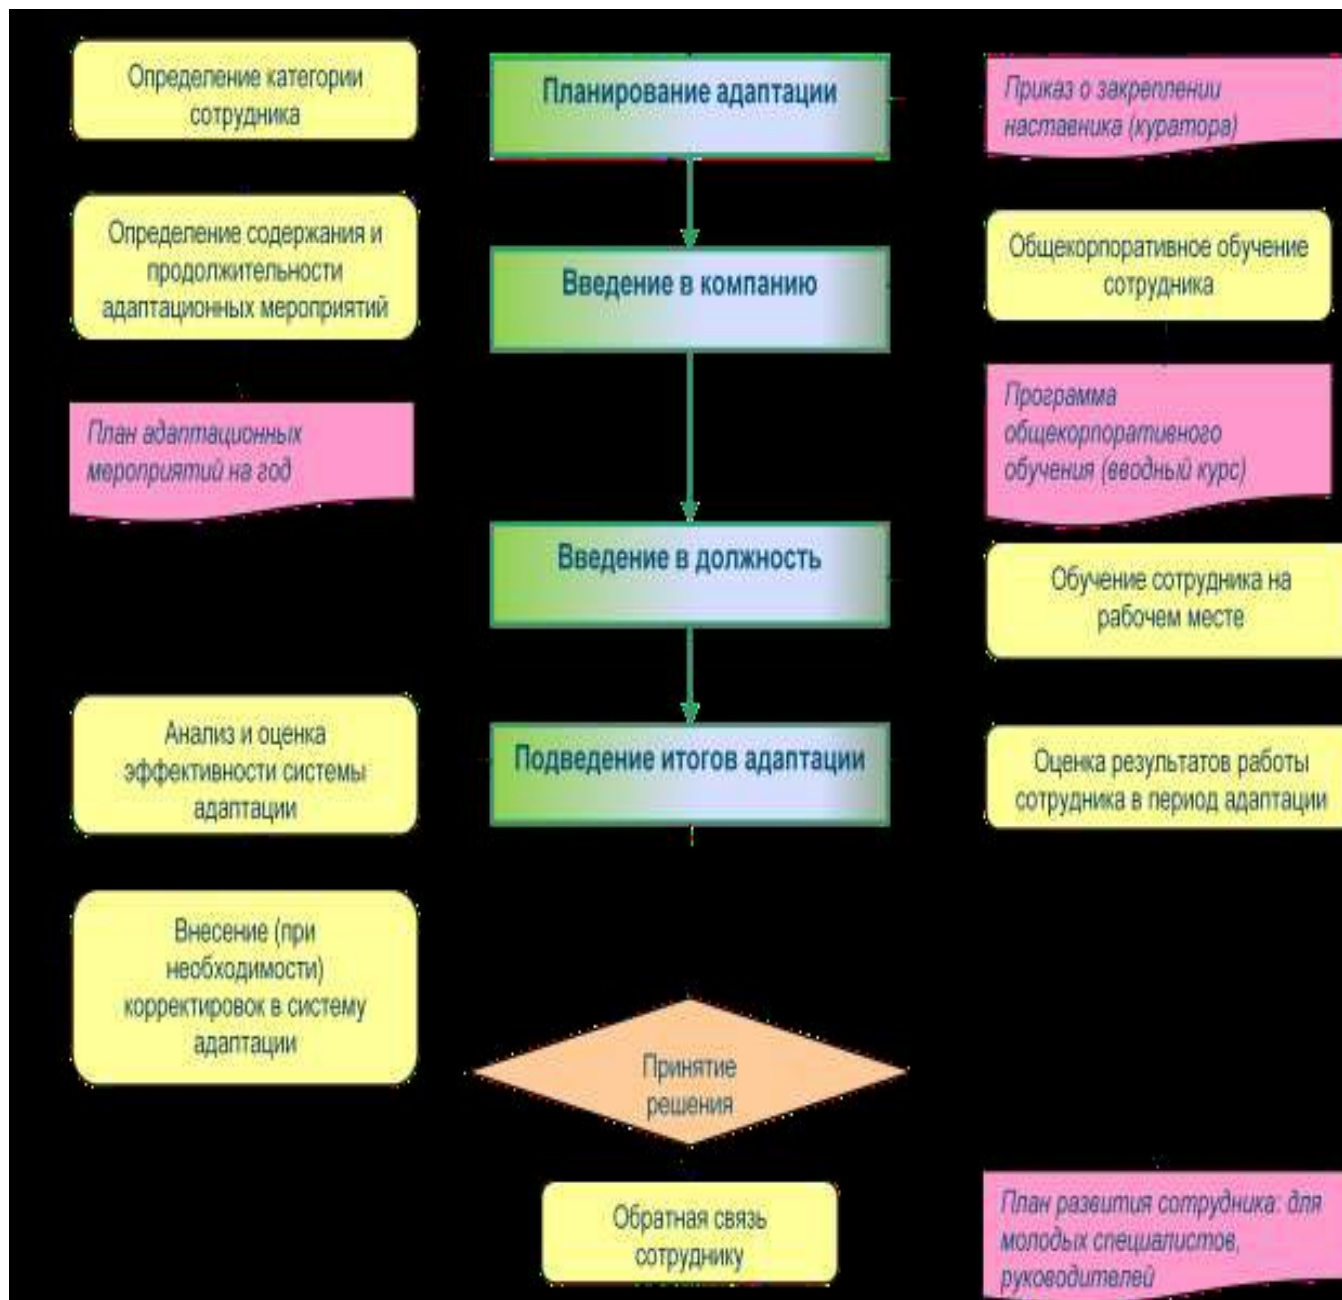 Определение категории
сотрудника
Планирование адаптации
Приказ о закреплении
наставника (куратора)
Определение содержания и
продолжительности
адаптационных мероприятий
Введение в компанию
Общекорпоративное обучение
сотрудника
План адаптационных
мероприятий на год
Программа
общекорпоративного
обучения (вводный курс)
Введение в должность
Обучение сотрудника на
рабочем месте
Анализ и оценка
эффективности системы
адаптации
Подведение итогов адаптации
Оценка результатов работы
сотрудника в период адаптации
Внесение (при
необходимости)
корректировок в систему
адаптации
Принятие
решения
Обратная связь
сотруднику
План развития сотрудника: для
молодых специалистов,
руководителей